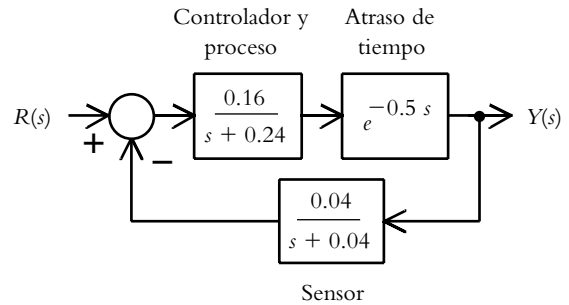 Controlador y
proceso
Atraso de
tiempo
R(s)
+
−
0.16
s + 0.24
e^−0.5 s
Y(s)
0.04
s + 0.04
Sensor